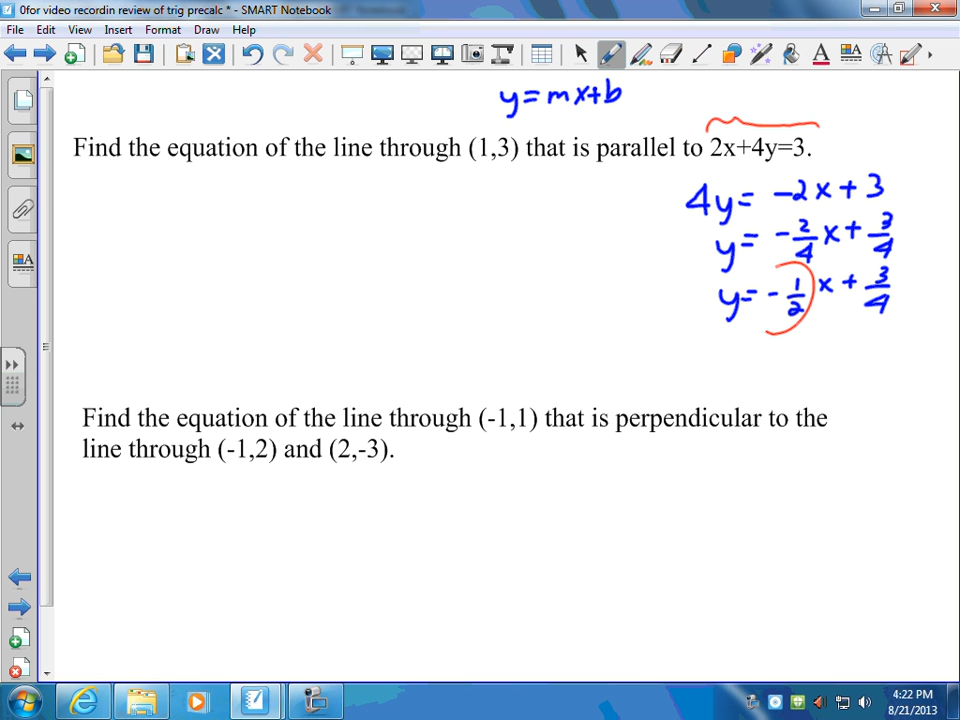 0for video recordin review of trig precalc * - SMART Notebook
File Edit View Insert Format Draw Help
y = mx+b
Find the equation of the line through (1,3) that is parallel to 2x+4y=3.
4y = -2x + 3
y = -2/4 x + 3/4
y = -1/2 x + 3/4
Find the equation of the line through (-1,1) that is perpendicular to the
line through (-1,2) and (2,-3).
4:22 PM
8/21/2013